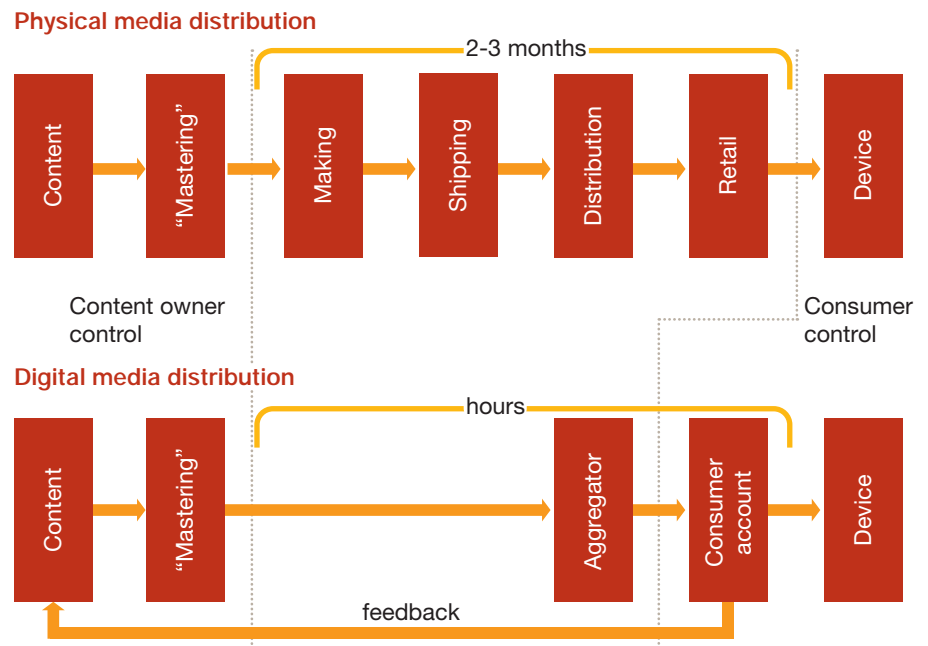 Physical media distribution
2-3 months
Content
“Mastering”
Making
Shipping
Distribution
Retail
Device
Content owner
control
Consumer
control
Digital media distribution
hours
Content
“Mastering”
Aggregator
Consumer
account
Device
feedback